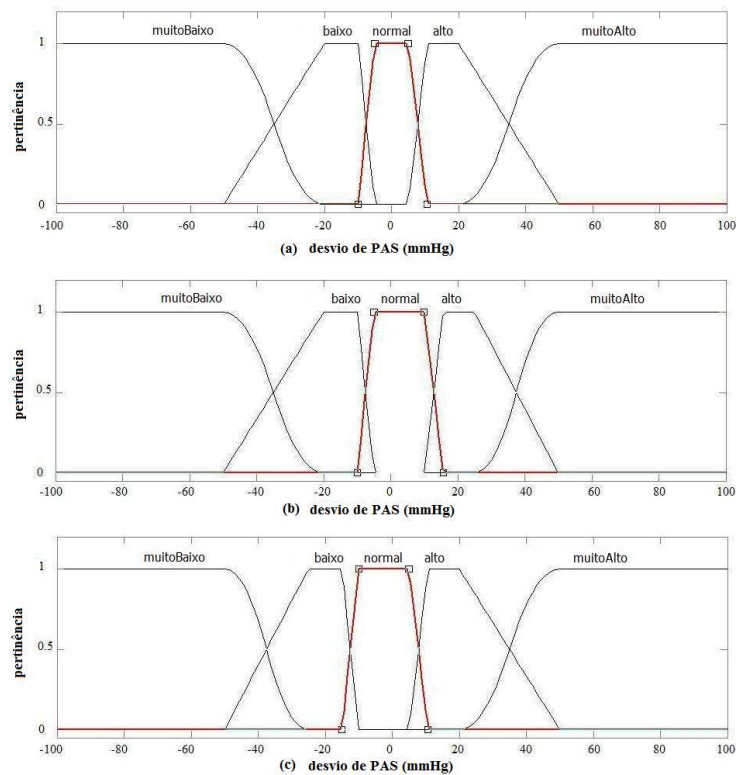 muitoBaixo baixo normal alto muitoAlto
1
0.5
0
pertinência
-100 -80 -60 -40 -20 0 20 40 60 80 100
(a) desvio de PAS (mmHg)
muitoBaixo baixo normal alto muitoAlto
1
0.5
0
pertinência
-100 -80 -60 -40 -20 0 20 40 60 80 100
(b) desvio de PAS (mmHg)
muitoBaixo baixo normal alto muitoAlto
1
0.5
0
pertinência
-100 -80 -60 -40 -20 0 20 40 60 80 100
(c) desvio de PAS (mmHg)